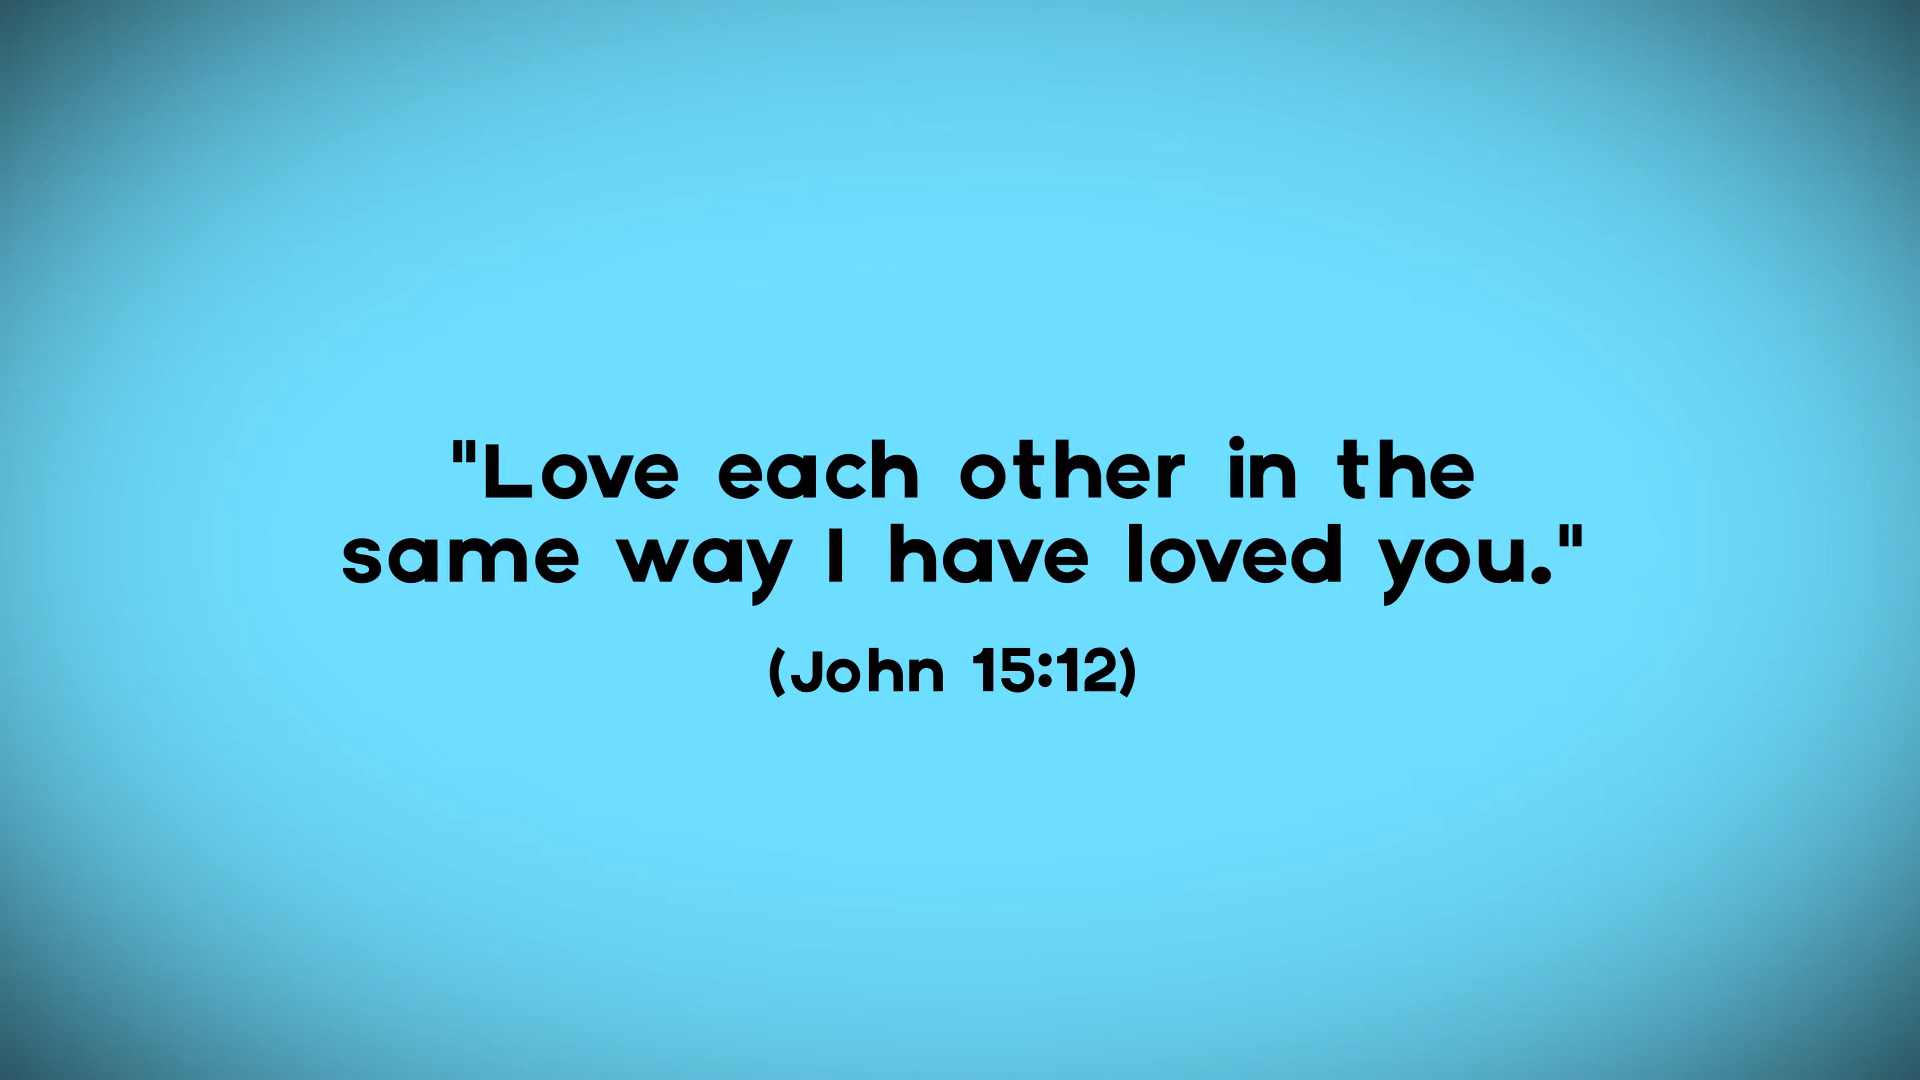 "Love each other in the
same way I have loved you."
(John 15:12)